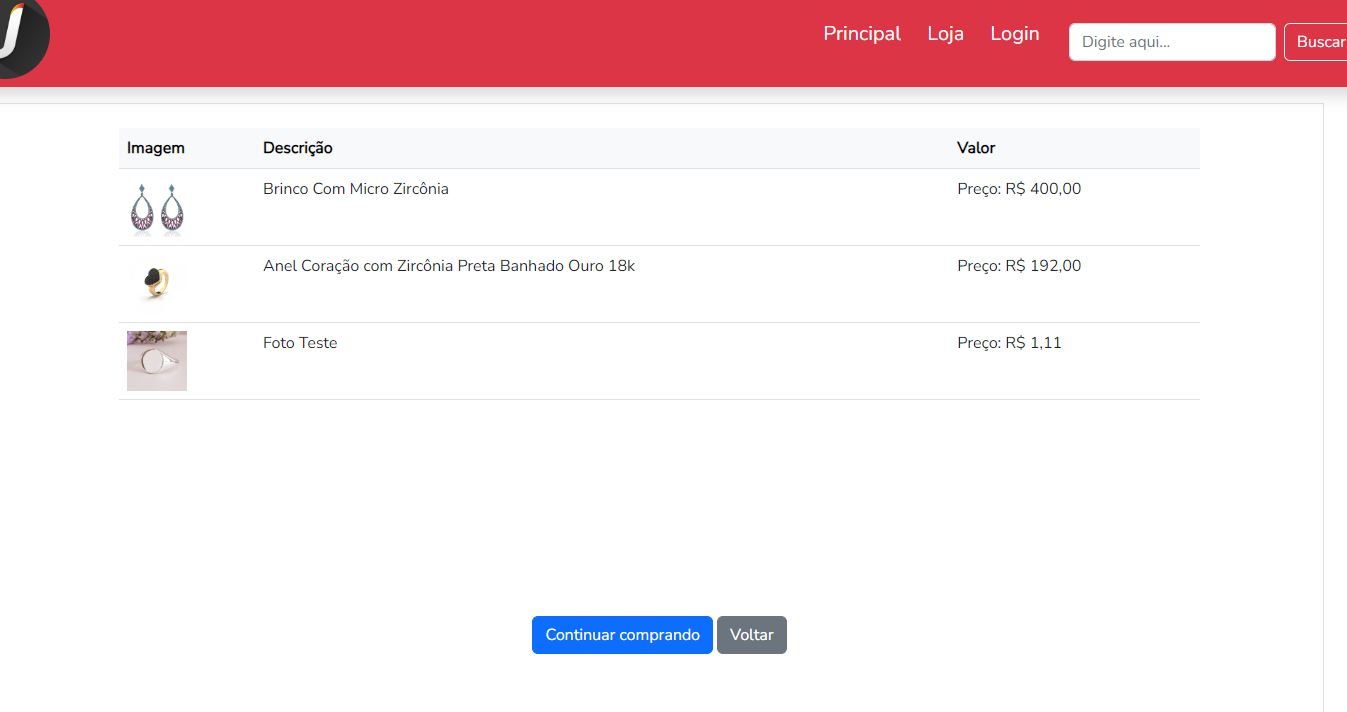 J
Principal Loja Login Digite aqui... Buscar
Imagem Descrição Valor
Brinco Com Micro Zircônia Preço: R$ 400,00
Anel Coração com Zircônia Preta Banhado Ouro 18k Preço: R$ 192,00
Foto Teste Preço: R$ 1,11
Continuar comprando Voltar